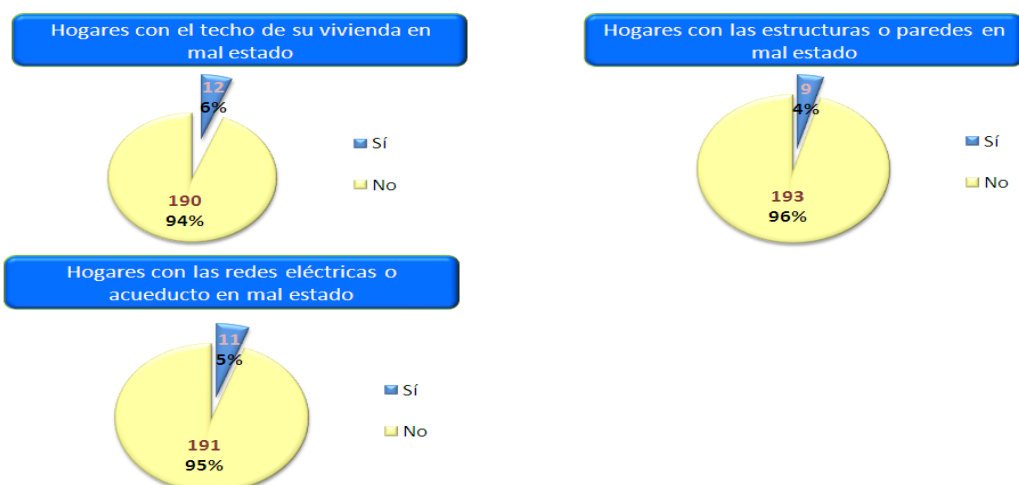 Hogares con el techo de su vivienda en
mal estado
12
6%
190
94%
Sí
No
Hogares con las estructuras o paredes en
mal estado
9
4%
193
96%
Sí
No
Hogares con las redes eléctricas o
acueducto en mal estado
11
5%
191
95%
Sí
No